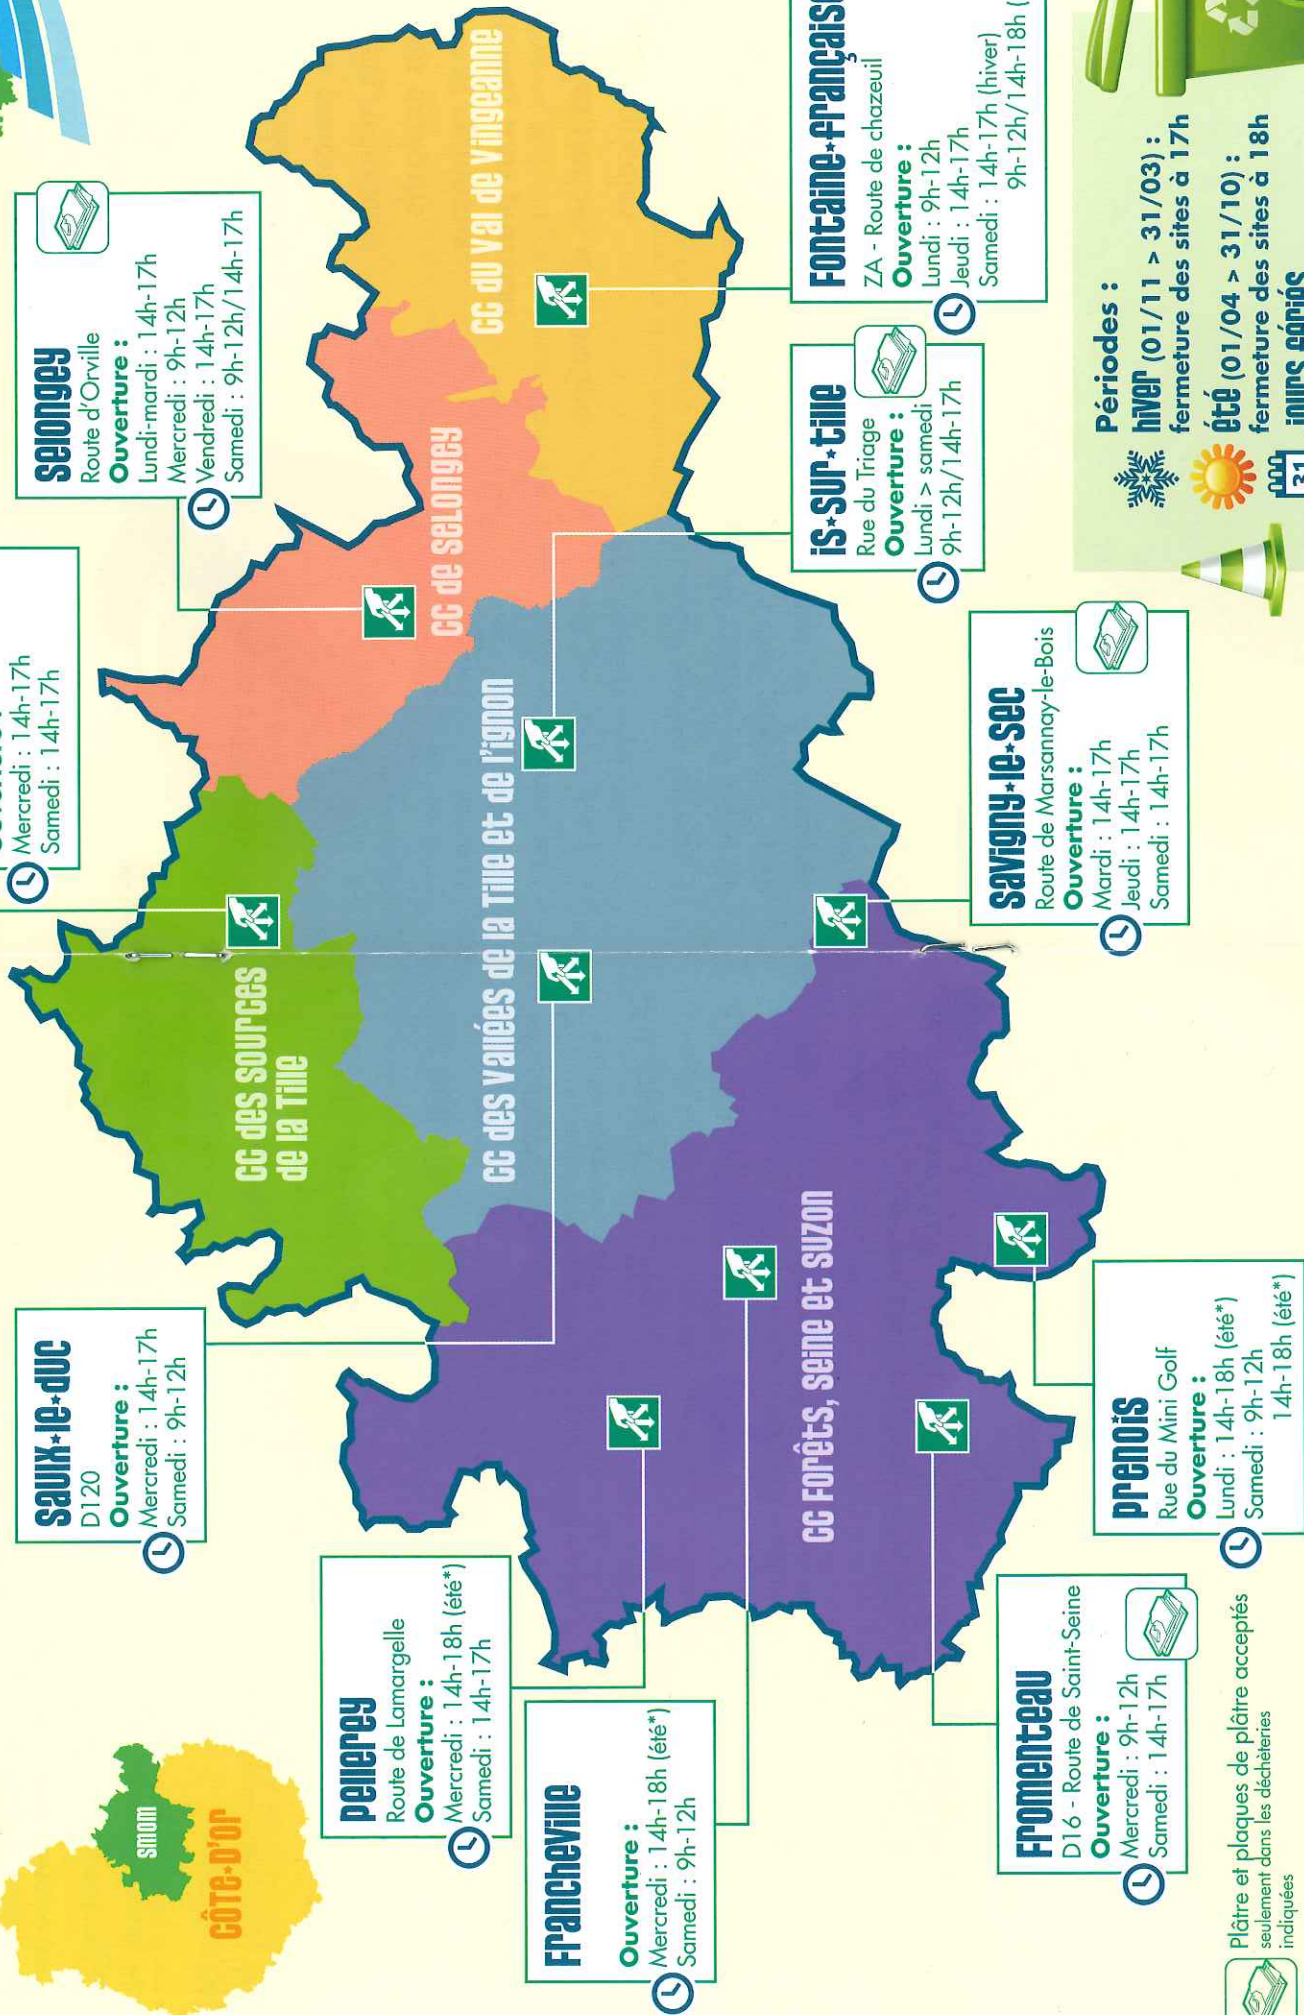 smom
CÔTE•D'OR
saulx•le•duc
D120
Ouverture :
Mercredi : 14h-17h
Samedi : 9h-12h
Mercredi : 14h-17h
Samedi : 14h-17h
selongey
Route d'Orville
Ouverture :
Lundi-mardi : 14h-17h
Mercredi : 9h-12h
Vendredi : 14h-17h
Samedi : 9h-12h/14h-17h
pellerey
Route de Lamargelle
Ouverture :
Mercredi : 14h-18h (été*)
Samedi : 14h-17h
Francheville
Ouverture :
Mercredi : 14h-18h (été*)
Samedi : 9h-12h
CC des sources
de la Tille
CC de selongey
CC du val de vingeanne
CC des vallées de la Tille et de l'ignon
CC Forêts, seine et suzon
Fromenteau
D16 - Route de Saint-Seine
Ouverture :
Mercredi : 9h-12h
Samedi : 14h-17h
prenois
Rue du Mini Golf
Ouverture :
Lundi : 14h-18h (été*)
Samedi : 9h-12h
14h-18h (été*)
savigny•le•sec
Route de Marsannay-le-Bois
Ouverture :
Mardi : 14h-17h
Jeudi : 14h-17h
Samedi : 14h-17h
is•sur•tille
Rue du Triage
Ouverture :
Lundi > samedi
9h-12h/14h-17h
Fontaine•française
ZA - Route de chazeuil
Ouverture :
Lundi : 9h-12h
Jeudi : 14h-17h
Samedi : 14h-17h (hiver)
9h-12h/14h-18h (
Plâtre et plaques de plâtre acceptés
seulement dans les déchèteries
indiquées
Périodes :
hiver (01/11 > 31/03) :
fermeture des sites à 17h
été (01/04 > 31/10) :
fermeture des sites à 18h
31
jours fériés